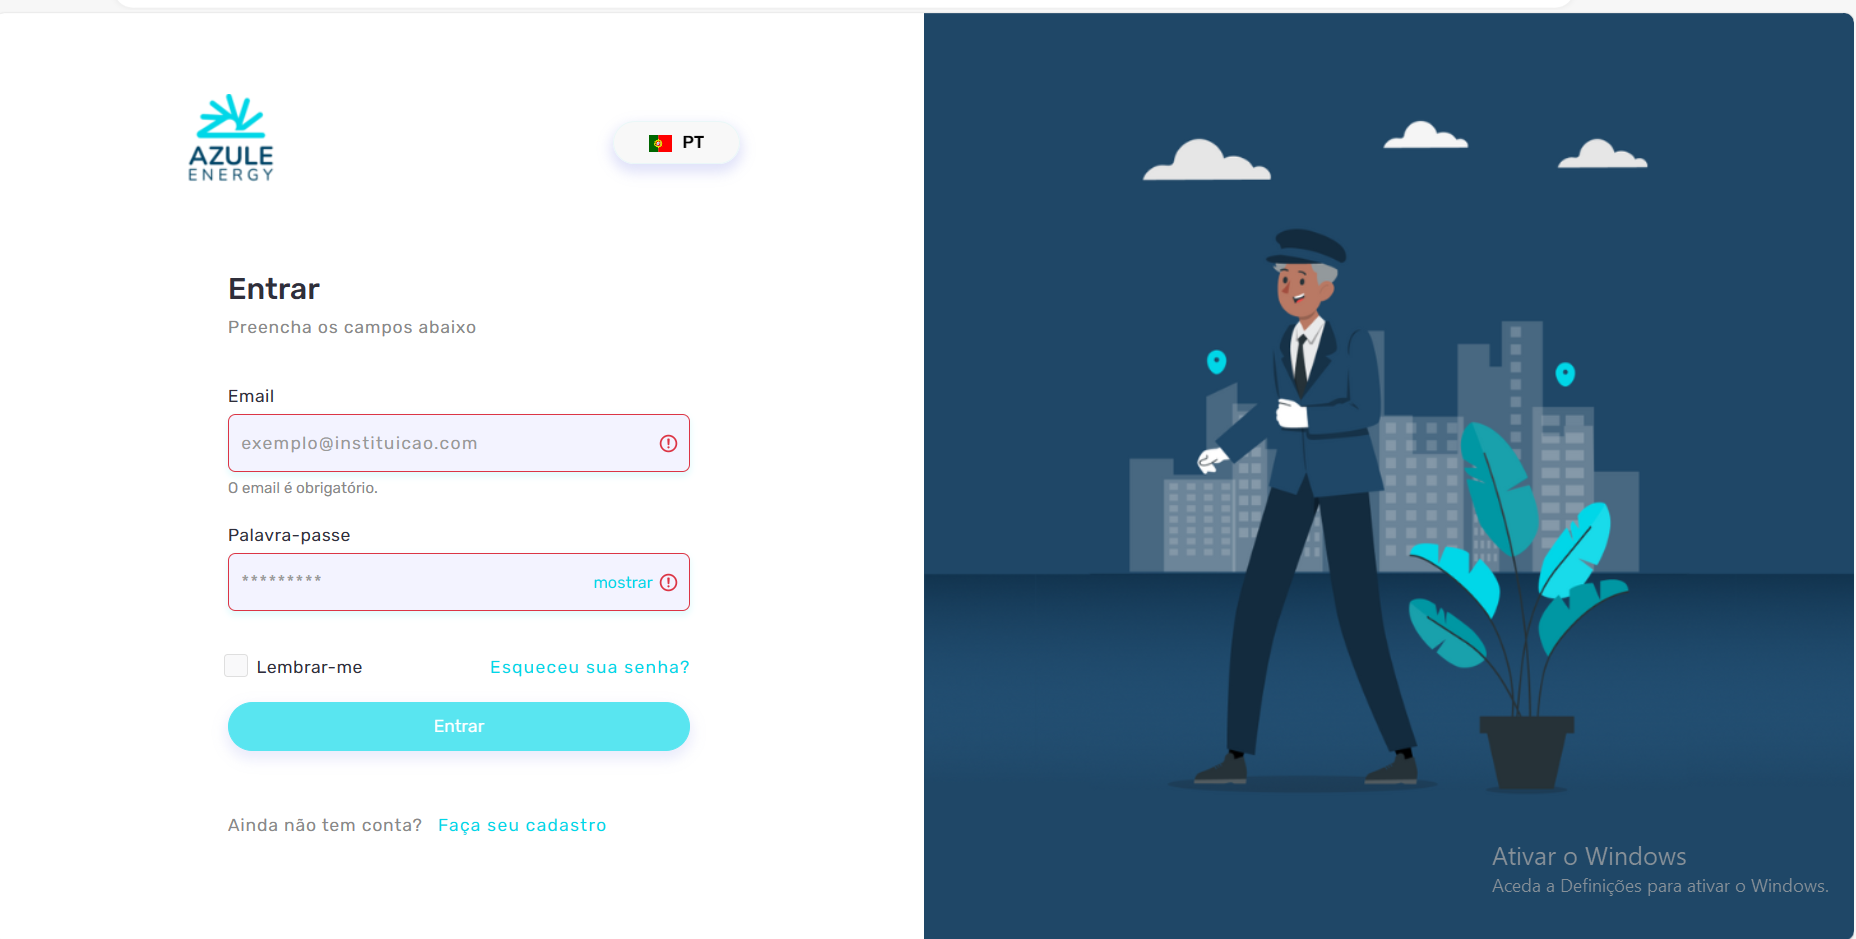 AZULE
ENERGY
PT
Entrar
Preencha os campos abaixo
Email
exemplo@instituicao.com
O email é obrigatório.
Palavra-passe
*********
mostrar
Lembrar-me
Esqueceu sua senha?
Entrar
Ainda não tem conta? Faça seu cadastro
Ativar o Windows
Aceda a Definições para ativar o Windows.